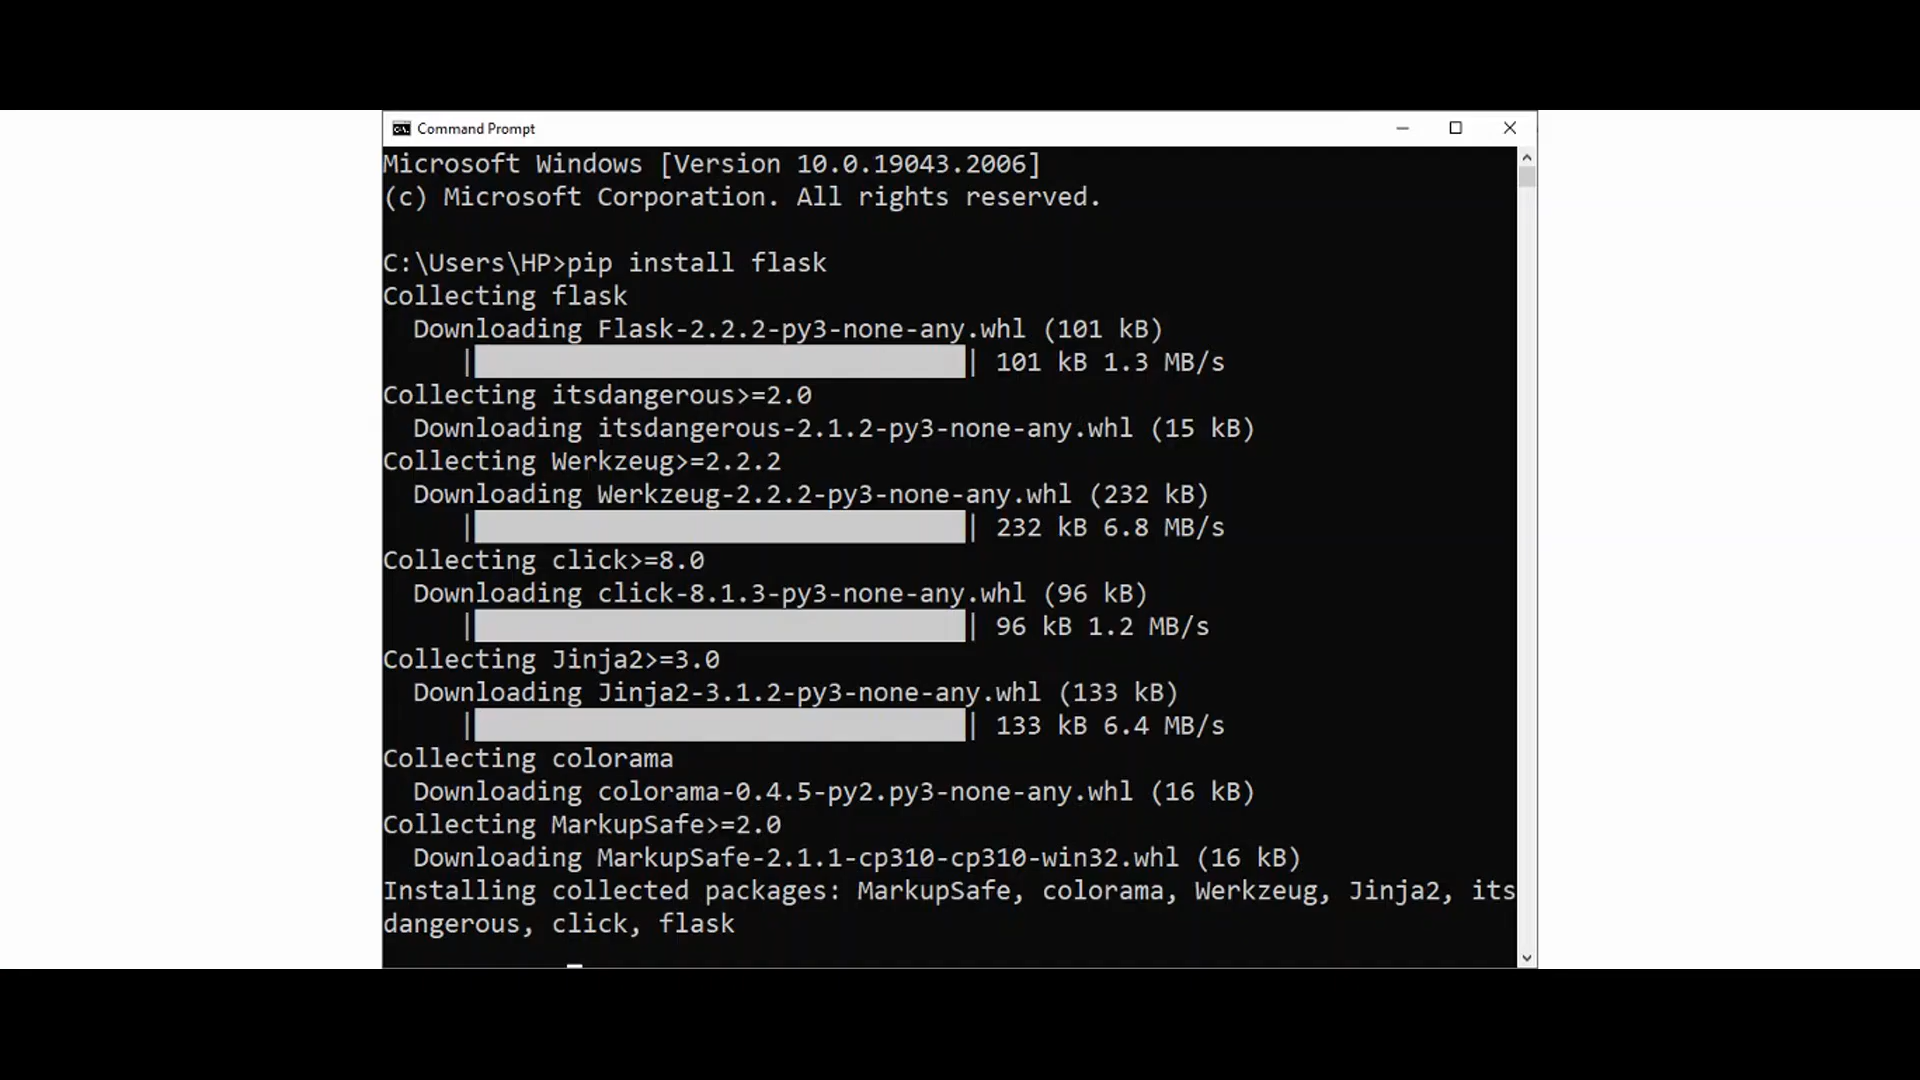 Command Prompt
Microsoft Windows [Version 10.0.19043.2006]
(c) Microsoft Corporation. All rights reserved.
C:\Users\HP>pip install flask
Collecting flask
Downloading Flask-2.2.2-py3-none-any.whl (101 kB)
| | 101 kB 1.3 MB/s
Collecting itsdangerous>=2.0
Downloading itsdangerous-2.1.2-py3-none-any.whl (15 kB)
Collecting Werkzeug>=2.2.2
Downloading Werkzeug-2.2.2-py3-none-any.whl (232 kB)
| | 232 kB 6.8 MB/s
Collecting click>=8.0
Downloading click-8.1.3-py3-none-any.whl (96 kB)
| | 96 kB 1.2 MB/s
Collecting Jinja2>=3.0
Downloading Jinja2-3.1.2-py3-none-any.whl (133 kB)
| | 133 kB 6.4 MB/s
Collecting colorama
Downloading colorama-0.4.5-py2.py3-none-any.whl (16 kB)
Collecting MarkupSafe>=2.0
Downloading MarkupSafe-2.1.1-cp310-cp310-win32.whl (16 kB)
Installing collected packages: MarkupSafe, colorama, Werkzeug, Jinja2, its
dangerous, click, flask